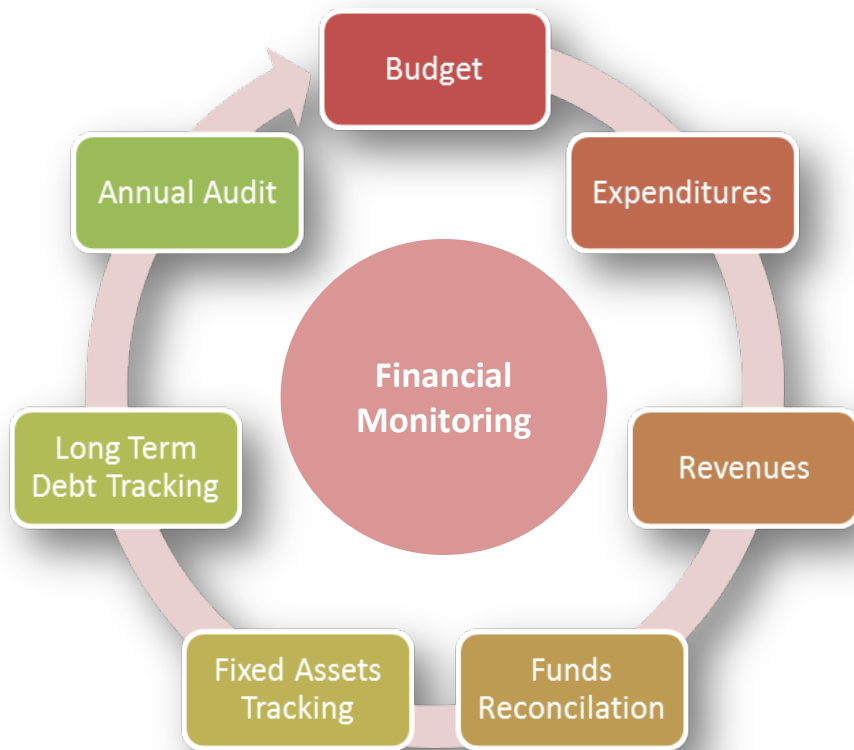 Budget
Expenditures
Revenues
Funds
Reconcilation
Fixed Assets
Tracking
Long Term
Debt Tracking
Annual Audit
Financial
Monitoring